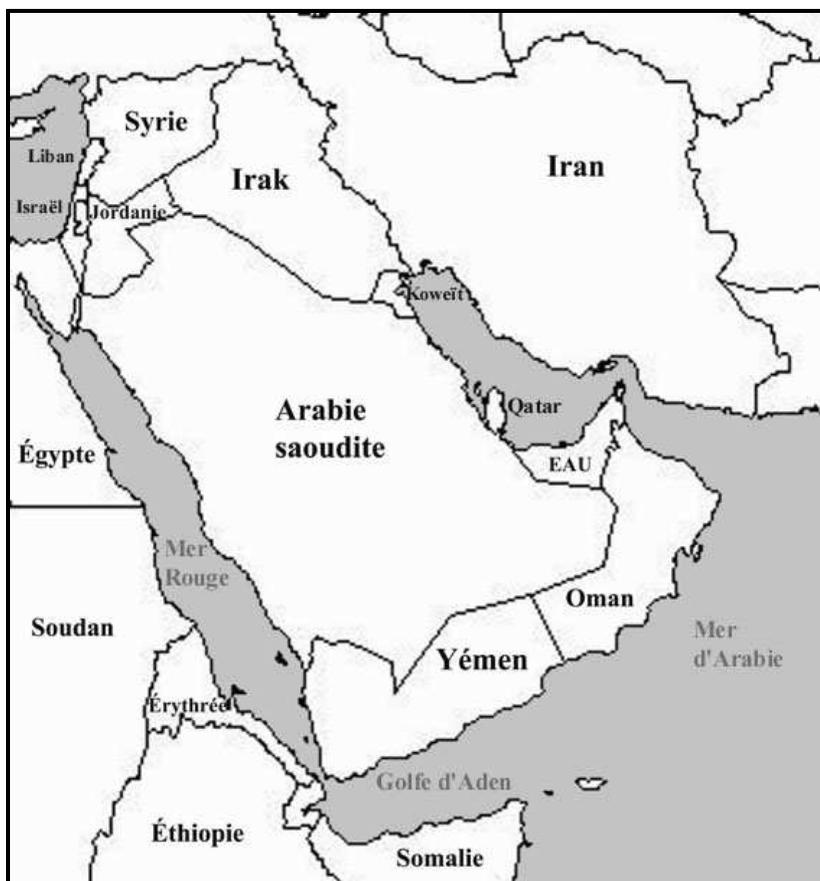 Syrie
Liban
Irak
Iran
Israël
Jordanie
Koweït
Arabie
saoudite
Qatar
Égypte
EAU
Mer
Rouge
Oman
Soudan
Mer
d'Arabie
Yémen
Érythrée
Golfe d'Aden
Éthiopie
Somalie